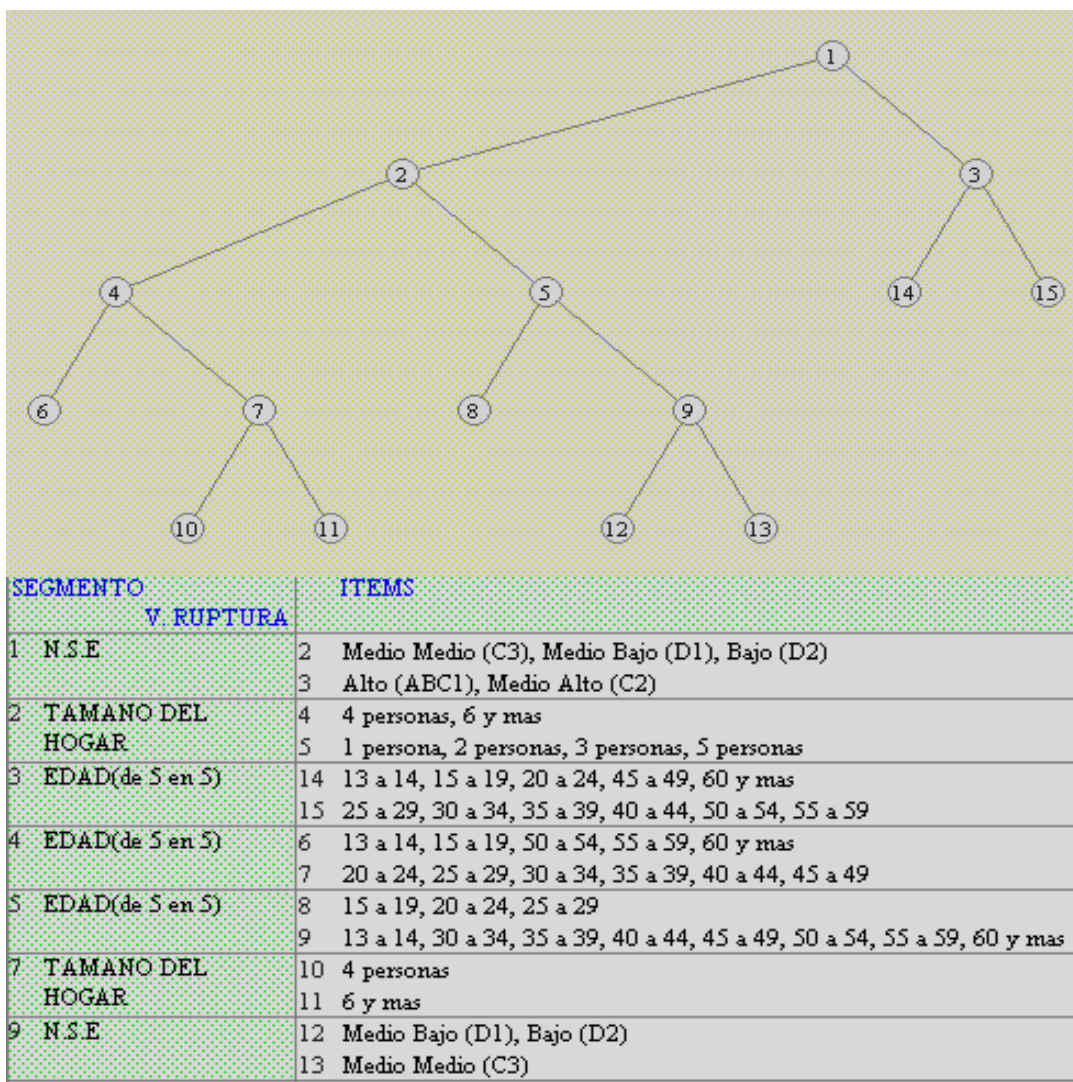 1
2 3
4 5 14 15
6 7 8 9
10 11 12 13
SEGMENTO ITEMS
V. RUPTURA
1 N.S.E 2 Medio Medio (C3), Medio Bajo (D1), Bajo (D2)
3 Alto (ABC1), Medio Alto (C2)
2 TAMANO DEL 4 4 personas, 6 y mas
HOGAR 5 1 persona, 2 personas, 3 personas, 5 personas
3 EDAD(de 5 en 5) 14 13 a 14, 15 a 19, 20 a 24, 45 a 49, 60 y mas
15 25 a 29, 30 a 34, 35 a 39, 40 a 44, 50 a 54, 55 a 59
4 EDAD(de 5 en 5) 6 13 a 14, 15 a 19, 50 a 54, 55 a 59, 60 y mas
7 20 a 24, 25 a 29, 30 a 34, 35 a 39, 40 a 44, 45 a 49
5 EDAD(de 5 en 5) 8 15 a 19, 20 a 24, 25 a 29
9 13 a 14, 30 a 34, 35 a 39, 40 a 44, 45 a 49, 50 a 54, 55 a 59, 60 y mas
7 TAMANO DEL 10 4 personas
HOGAR 11 6 y mas
9 N.S.E 12 Medio Bajo (D1), Bajo (D2)
13 Medio Medio (C3)